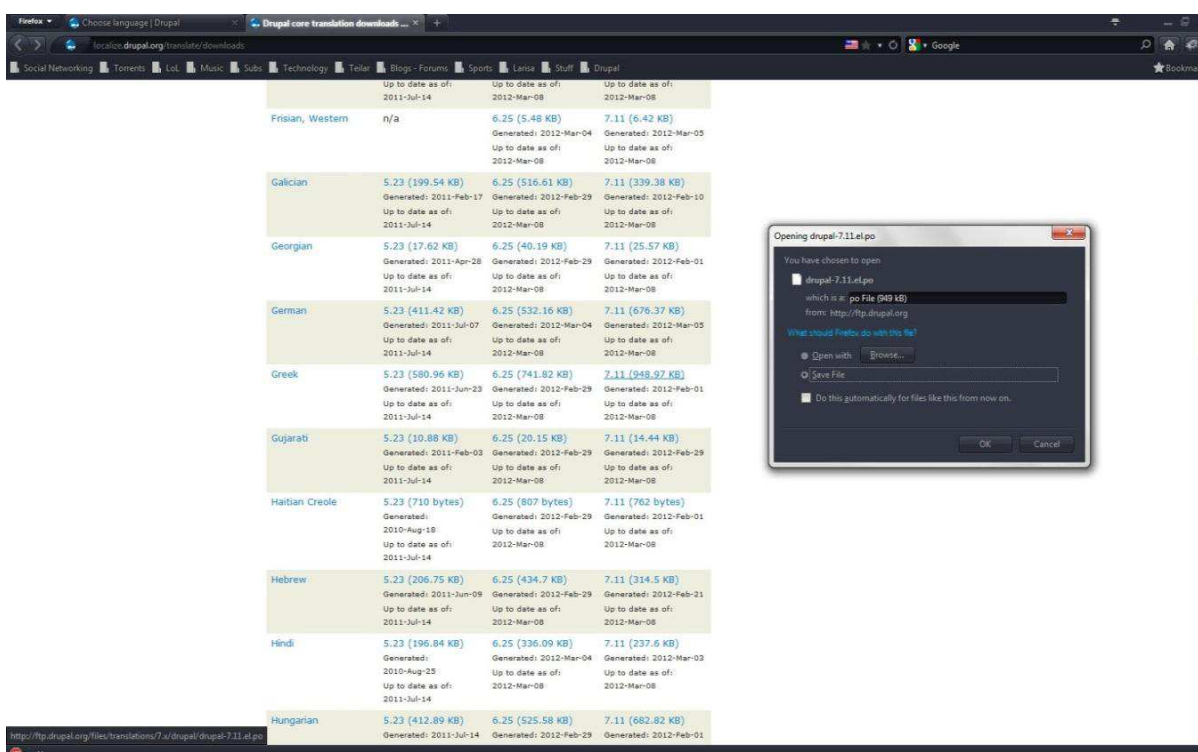 Firefox
Choose language | Drupal
Drupal core translation downloads ...
localize.drupal.org/translate/downloads
Google
Social Networking Torrents LoL Music Subs Technology Teilar Blogs - Forums Sports Larisa Stuff Drupal
Bookma
Up to date as of: Up to date as of: Up to date as of:
2011-Jul-14 2012-Mar-08 2012-Mar-08
Frisian, Western n/a 6.25 (5.48 KB) 7.11 (6.42 KB)
Generated: 2012-Mar-04 Generated: 2012-Mar-05
Up to date as of: Up to date as of:
2012-Mar-08 2012-Mar-08
Galician 5.23 (199.54 KB) 6.25 (516.61 KB) 7.11 (339.38 KB)
Generated: 2011-Feb-17 Generated: 2012-Feb-29 Generated: 2012-Feb-10
Up to date as of: Up to date as of: Up to date as of:
2011-Jul-14 2012-Mar-08 2012-Mar-08
Georgian 5.23 (17.62 KB) 6.25 (40.19 KB) 7.11 (25.57 KB)
Generated: 2011-Apr-28 Generated: 2012-Feb-29 Generated: 2012-Feb-01
Up to date as of: Up to date as of: Up to date as of:
2011-Jul-14 2012-Mar-08 2012-Mar-08
German 5.23 (411.42 KB) 6.25 (532.16 KB) 7.11 (676.37 KB)
Generated: 2011-Jul-07 Generated: 2012-Mar-04 Generated: 2012-Mar-05
Up to date as of: Up to date as of: Up to date as of:
2011-Jul-14 2012-Mar-08 2012-Mar-08
Greek 5.23 (580.96 KB) 6.25 (741.82 KB) 7.11 (948.97 KB)
Generated: 2011-Jun-23 Generated: 2012-Feb-29 Generated: 2012-Feb-01
Up to date as of: Up to date as of: Up to date as of:
2011-Jul-14 2012-Mar-08 2012-Mar-08
Gujarati 5.23 (10.88 KB) 6.25 (20.15 KB) 7.11 (14.44 KB)
Generated: 2011-Feb-03 Generated: 2012-Feb-29 Generated: 2012-Feb-29
Up to date as of: Up to date as of: Up to date as of:
2011-Jul-14 2012-Mar-08 2012-Mar-08
Haitian Creole 5.23 (710 bytes) 6.25 (807 bytes) 7.11 (762 bytes)
Generated: Generated: 2012-Feb-29 Generated: 2012-Feb-01
2010-Aug-18 Up to date as of: Up to date as of:
Up to date as of: 2012-Mar-08 2012-Mar-08
2011-Jul-14
Hebrew 5.23 (206.75 KB) 6.25 (434.7 KB) 7.11 (314.5 KB)
Generated: 2011-Jun-09 Generated: 2012-Feb-29 Generated: 2012-Feb-21
Up to date as of: Up to date as of: Up to date as of:
2011-Jul-14 2012-Mar-08 2012-Mar-08
Hindi 5.23 (196.84 KB) 6.25 (336.09 KB) 7.11 (237.6 KB)
Generated: Generated: 2012-Mar-04 Generated: 2012-Mar-03
2010-Aug-25 Up to date as of: Up to date as of:
Up to date as of: 2012-Mar-08 2012-Mar-08
2011-Jul-14
Hungarian 5.23 (412.89 KB) 6.25 (525.58 KB) 7.11 (682.82 KB)
Generated: 2011-Jul-14 Generated: 2012-Feb-29 Generated: 2012-Feb-01
Opening drupal-7.11.el.po
You have chosen to open
drupal-7.11.el.po
which is a: po File (949 kB)
from: http://ftp.drupal.org
What should Firefox do with this file?
Open with Browse...
Save File
Do this automatically for files like this from now on.
OK Cancel
http://ftp.drupal.org/files/translations/7.x/drupal/drupal-7.11.el.po